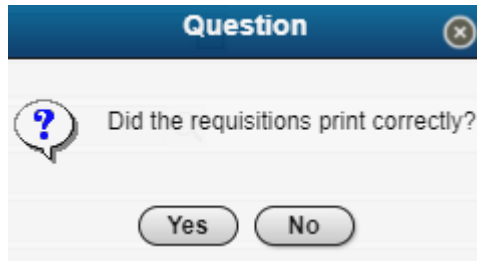 Question
?
Did the requisitions print correctly?
Yes No